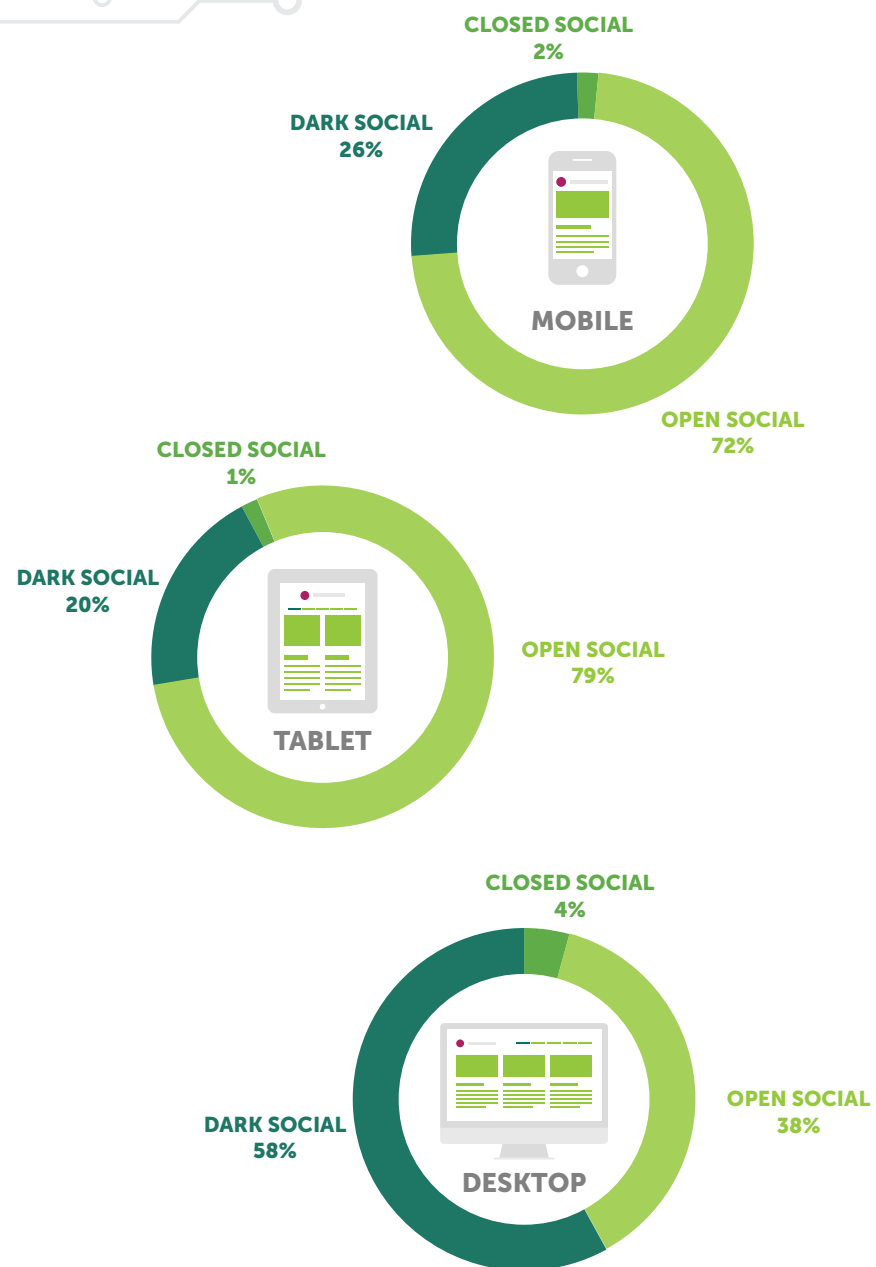 CLOSED SOCIAL
2%
DARK SOCIAL
26%
MOBILE
OPEN SOCIAL
72%
CLOSED SOCIAL
1%
DARK SOCIAL
20%
OPEN SOCIAL
79%
TABLET
CLOSED SOCIAL
4%
OPEN SOCIAL
38%
DARK SOCIAL
58%
DESKTOP